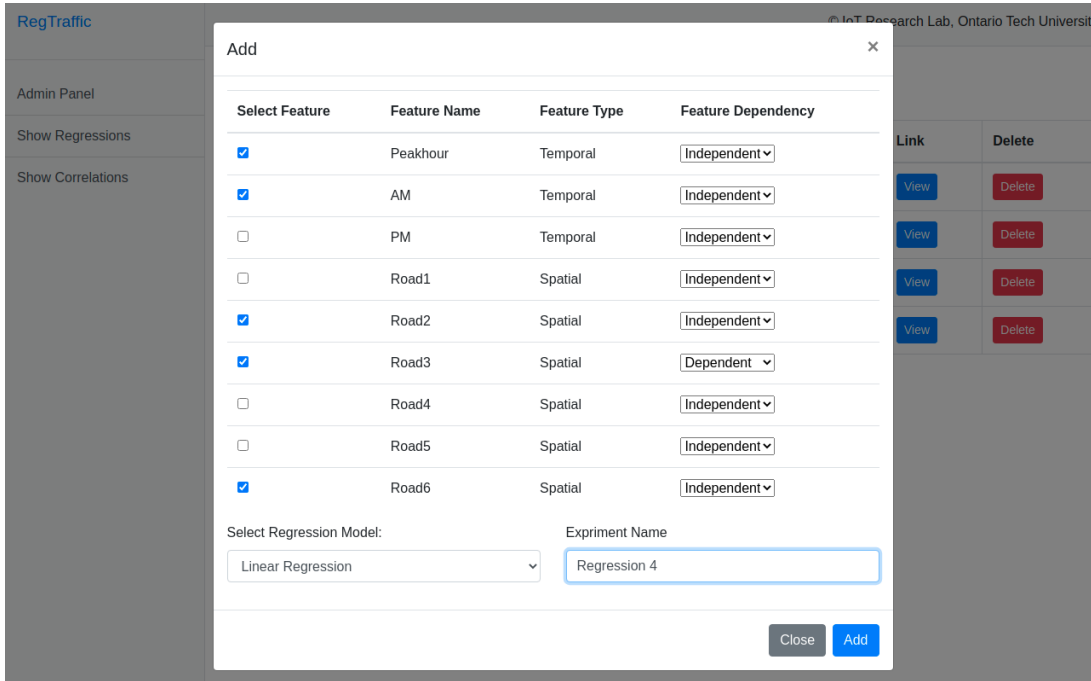 RegTraffic
© IoT Research Lab, Ontario Tech Universit
Admin Panel
Show Regressions
Show Correlations
Add ×
Select Feature Feature Name Feature Type Feature Dependency
Peakhour Temporal Independent
AM Temporal Independent
PM Temporal Independent
Road1 Spatial Independent
Road2 Spatial Independent
Road3 Spatial Dependent
Road4 Spatial Independent
Road5 Spatial Independent
Road6 Spatial Independent
Select Regression Model: Expriment Name
Linear Regression Regression 4
Close Add
Link Delete
View Delete
View Delete
View Delete
View Delete